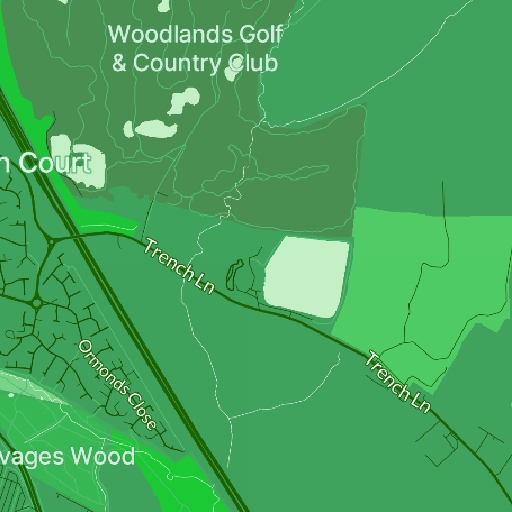 Woodlands Golf
& Country Club
n Court
Trench Ln
Ormonds Close
Trench Ln
vages Wood